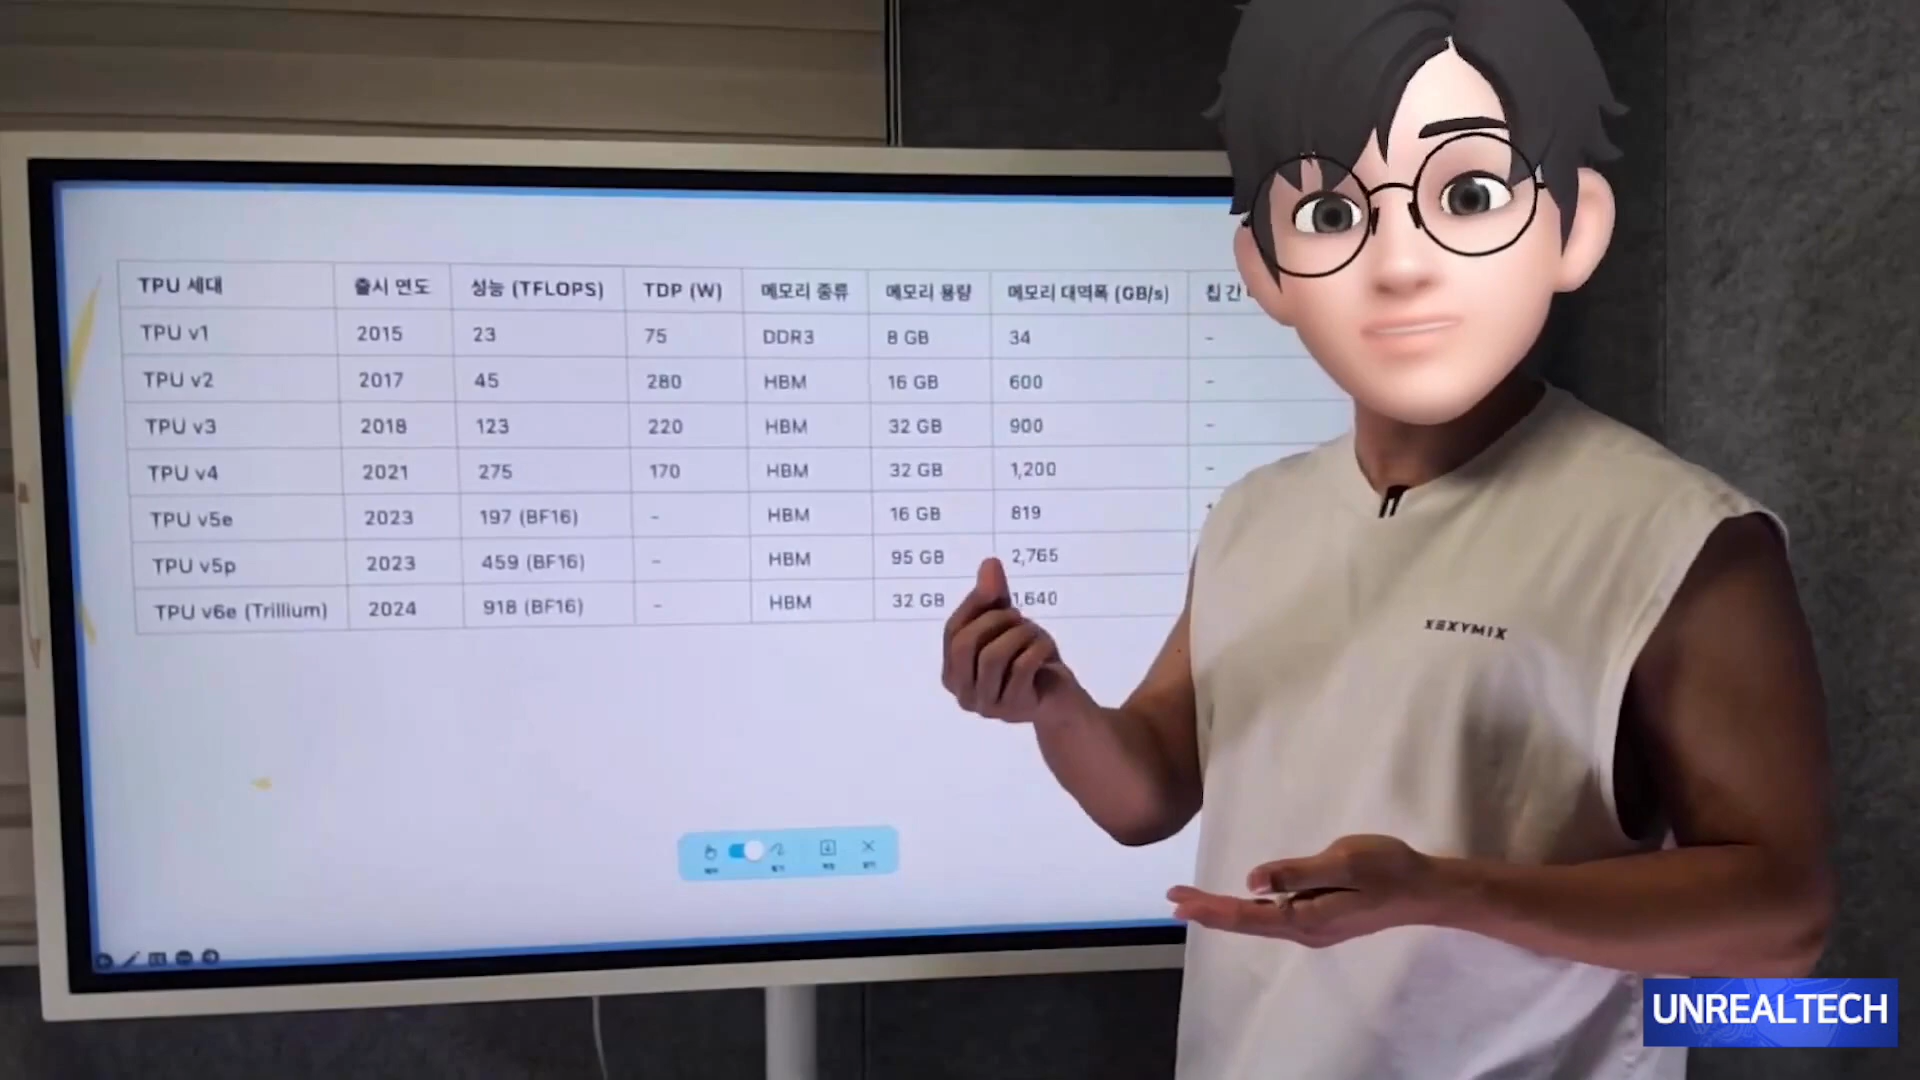 TPU 세대 출시 연도 성능 (TFLOPS) TDP (W) 메모리 종류 메모리 용량 메모리 대역폭 (GB/s) 칩 간
TPU v1 2015 23 75 DDR3 8 GB 34 -
TPU v2 2017 45 280 HBM 16 GB 600 -
TPU v3 2018 123 220 HBM 32 GB 900 -
TPU v4 2021 275 170 HBM 32 GB 1,200 -
TPU v5e 2023 197 (BF16) - HBM 16 GB 819
TPU v5p 2023 459 (BF16) - HBM 95 GB 2,765
TPU v6e (Trillium) 2024 918 (BF16) - HBM 32 GB 1,640
XEXYMIX
UNREALTECH